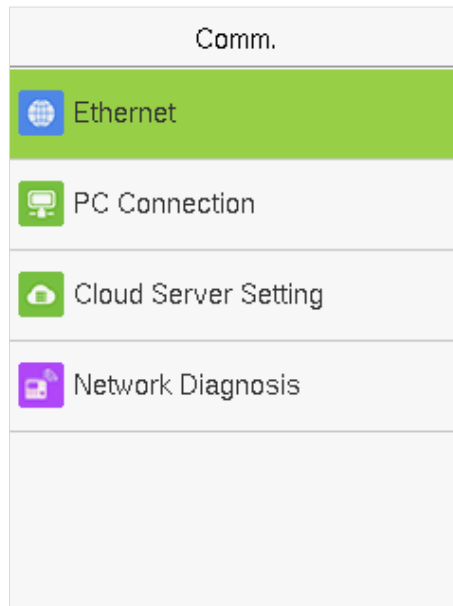 Comm.
Ethernet
PC Connection
Cloud Server Setting
Network Diagnosis